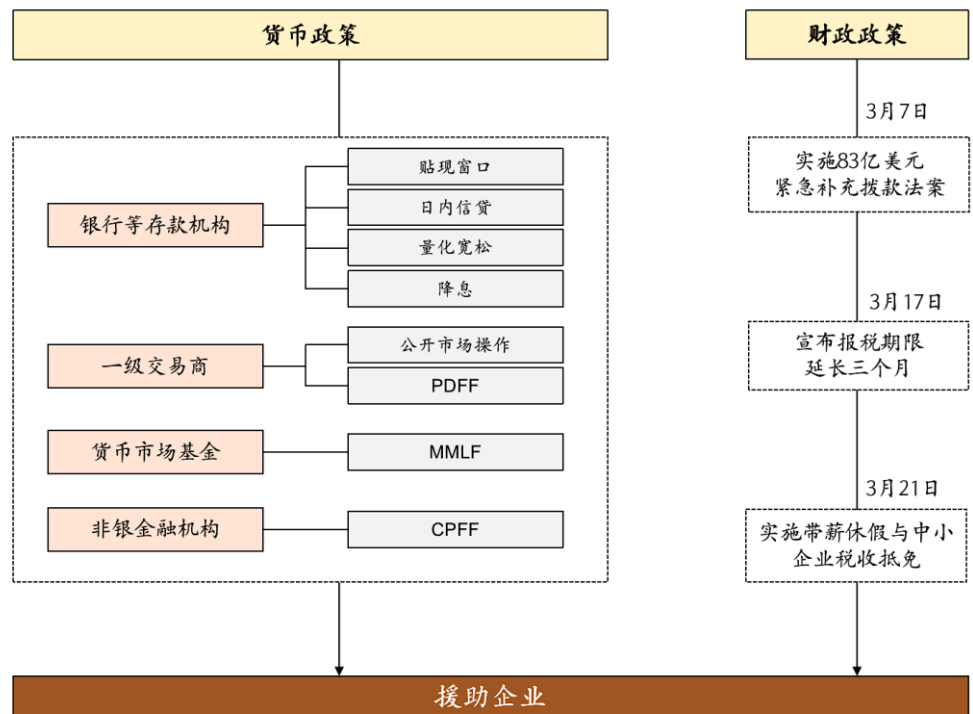 货币政策
银行等存款机构
贴现窗口
日内信贷
量化宽松
降息
一级交易商
公开市场操作
PDFF
货币市场基金
MMLF
非银金融机构
CPFF
财政政策
3月7日
实施83亿美元
紧急补充拨款法案
3月17日
宣布报税期限
延长三个月
3月21日
实施带薪休假与中小
企业税收抵免
援助企业